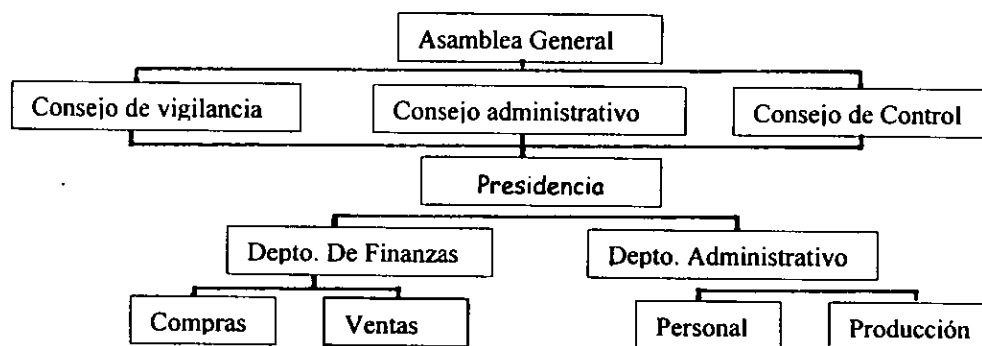 Asamblea General
Consejo de vigilancia
Consejo administrativo
Consejo de Control
Presidencia
Depto. De Finanzas
Depto. Administrativo
Compras
Ventas
Personal
Producción